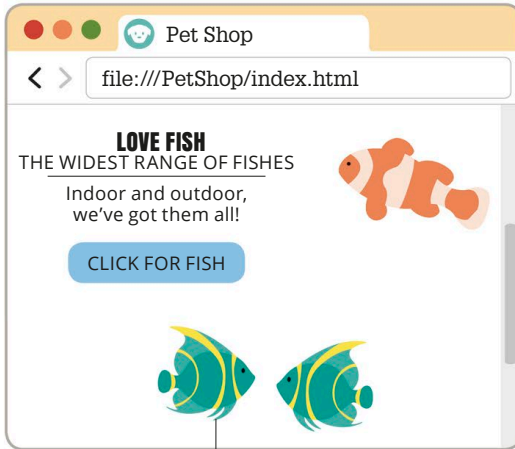 Pet Shop
file:///PetShop/index.html
LOVE FISH
THE WIDEST RANGE OF FISHES
Indoor and outdoor,
we’ve got them all!
CLICK FOR FISH